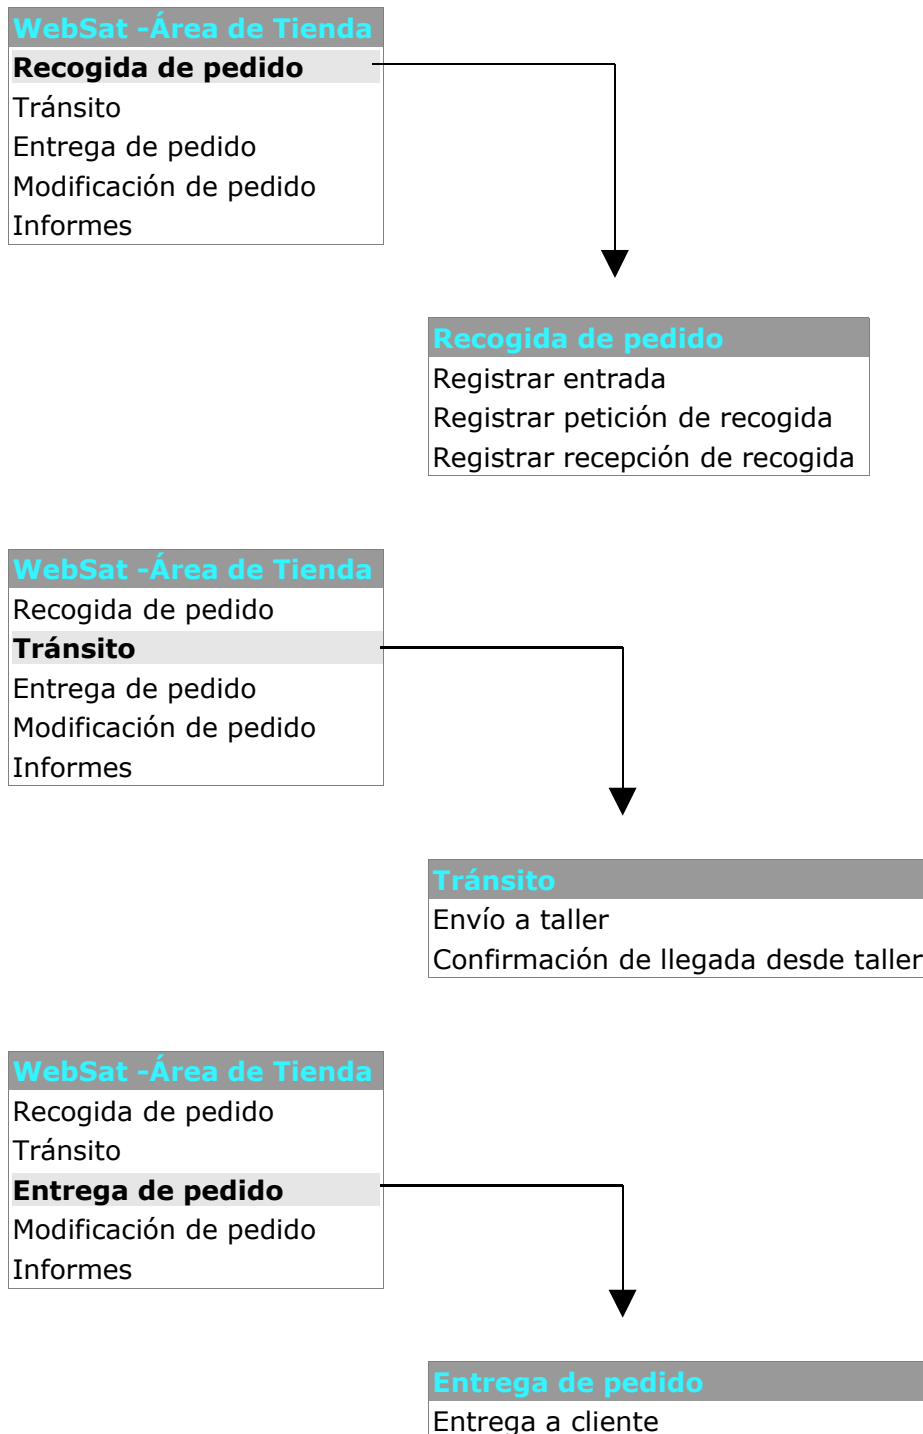 WebSat -Área de Tienda
Recogida de pedido
Tránsito
Entrega de pedido
Modificación de pedido
Informes
Recogida de pedido
Registrar entrada
Registrar petición de recogida
Registrar recepción de recogida
WebSat -Área de Tienda
Recogida de pedido
Tránsito
Entrega de pedido
Modificación de pedido
Informes
Tránsito
Envío a taller
Confirmación de llegada desde taller
WebSat -Área de Tienda
Recogida de pedido
Tránsito
Entrega de pedido
Modificación de pedido
Informes
Entrega de pedido
Entrega a cliente